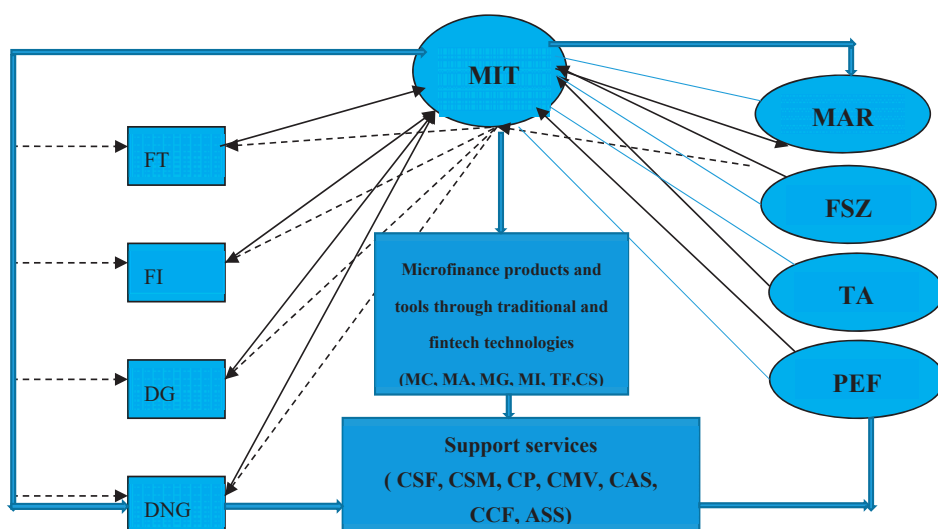 MIT
MAR
FT
FSZ
FI
Microfinance products and
tools through traditional and
fintech technologies
(MC, MA, MG, MI, TF,CS)
TA
DG
PEF
Support services
( CSF, CSM, CP, CMV, CAS,
CCF, ASS)
DNG